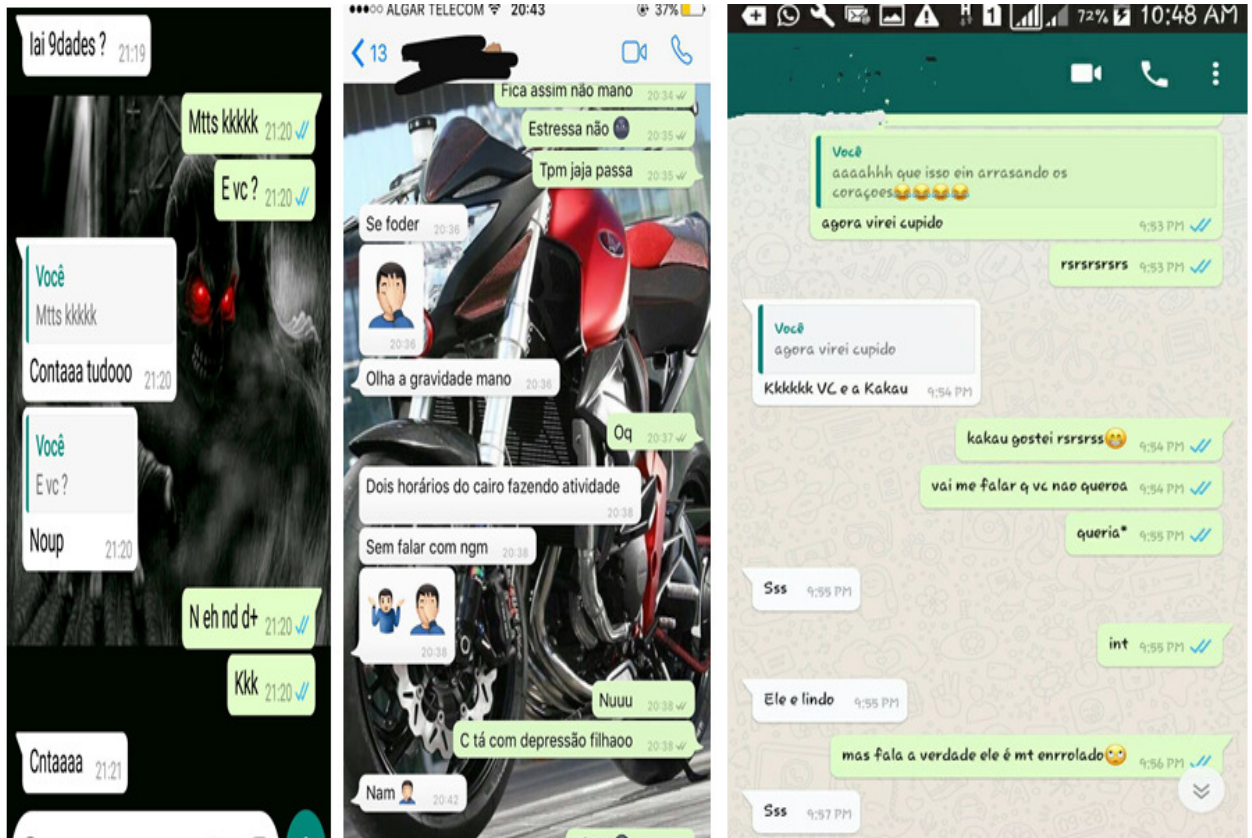 Iai 9dades ? 21:19
Mtts kkkkk 21:20
E vc ? 21:20
Você
Mtts kkkkk
Contaaa tudooo 21:20
Você
E vc ?
Noup 21:20
N eh nd d+ 21:20
Kkk 21:20
Cntaaaa 21:21
ALGAR TELECOM 20:43 37%
13
Fica assim não mano 20:34
Estressa não 🌚 20:35
Tpm jaja passa 20:35
Se foder 20:36
20:36
Olha a gravidade mano 20:36
Oq 20:37
Dois horários do cairo fazendo atividade
20:38
Sem falar com ngm 20:38
20:38
Nuuu 20:38
C tá com depressão filhaoo 20:38
Nam 🤦🏻‍♂️ 20:42
H 1 72% 10:48 AM
Você
aaaahhh que isso ein arrasando os
coraçoes😂😂😂😂
agora virei cupido 9:53 PM
rsrsrsrsrs 9:53 PM
Você
agora virei cupido
Kkkkkk VC e a Kakau 9:54 PM
kakau gostei rsrsrss😁 9:54 PM
vai me falar q vc nao queroa 9:54 PM
queria* 9:55 PM
Sss 9:55 PM
int 9:55 PM
Ele e lindo 9:55 PM
mas fala a verdade ele é mt enrrolado🙄 9:56 PM
Sss 9:57 PM